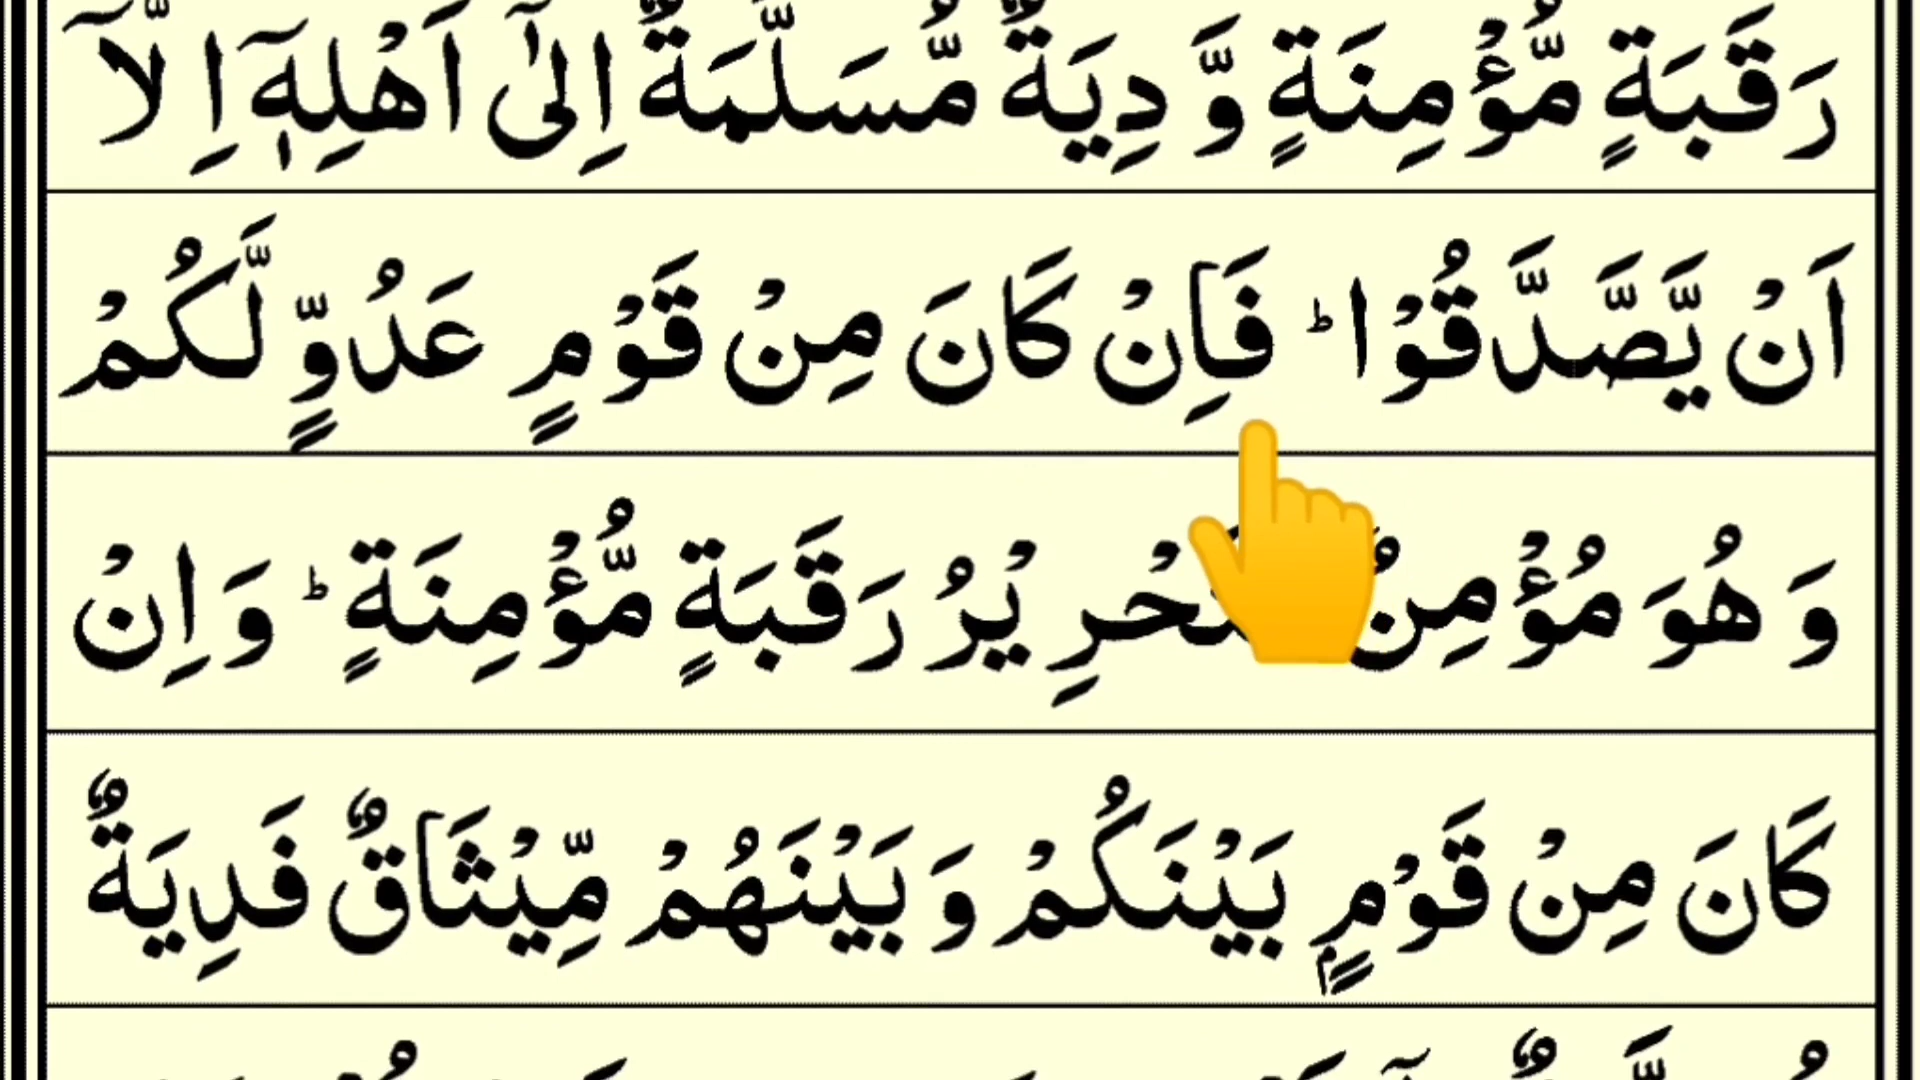 رَقَبَةٍ مُّؤْمِنَةٍ وَّ دِيَةٌ مُّسَلَّمَةٌ اِلٰٓى اَهْلِهٖٓ اِلَّآ
اَنْ يَّصَّدَّقُوْا ؕ فَاِنْ كَانَ مِنْ قَوْمٍ عَدُوٍّ لَّكُمْ
وَ هُوَ مُؤْمِنٌ رَقَبَةٍ مُّؤْمِنَةٍ ؕ وَ اِنْ
كَانَ مِنْ قَوْمٍۭ بَيْنَكُمْ وَ بَيْنَهُمْ مِّيْثَاقٌ فَدِيَةٌ